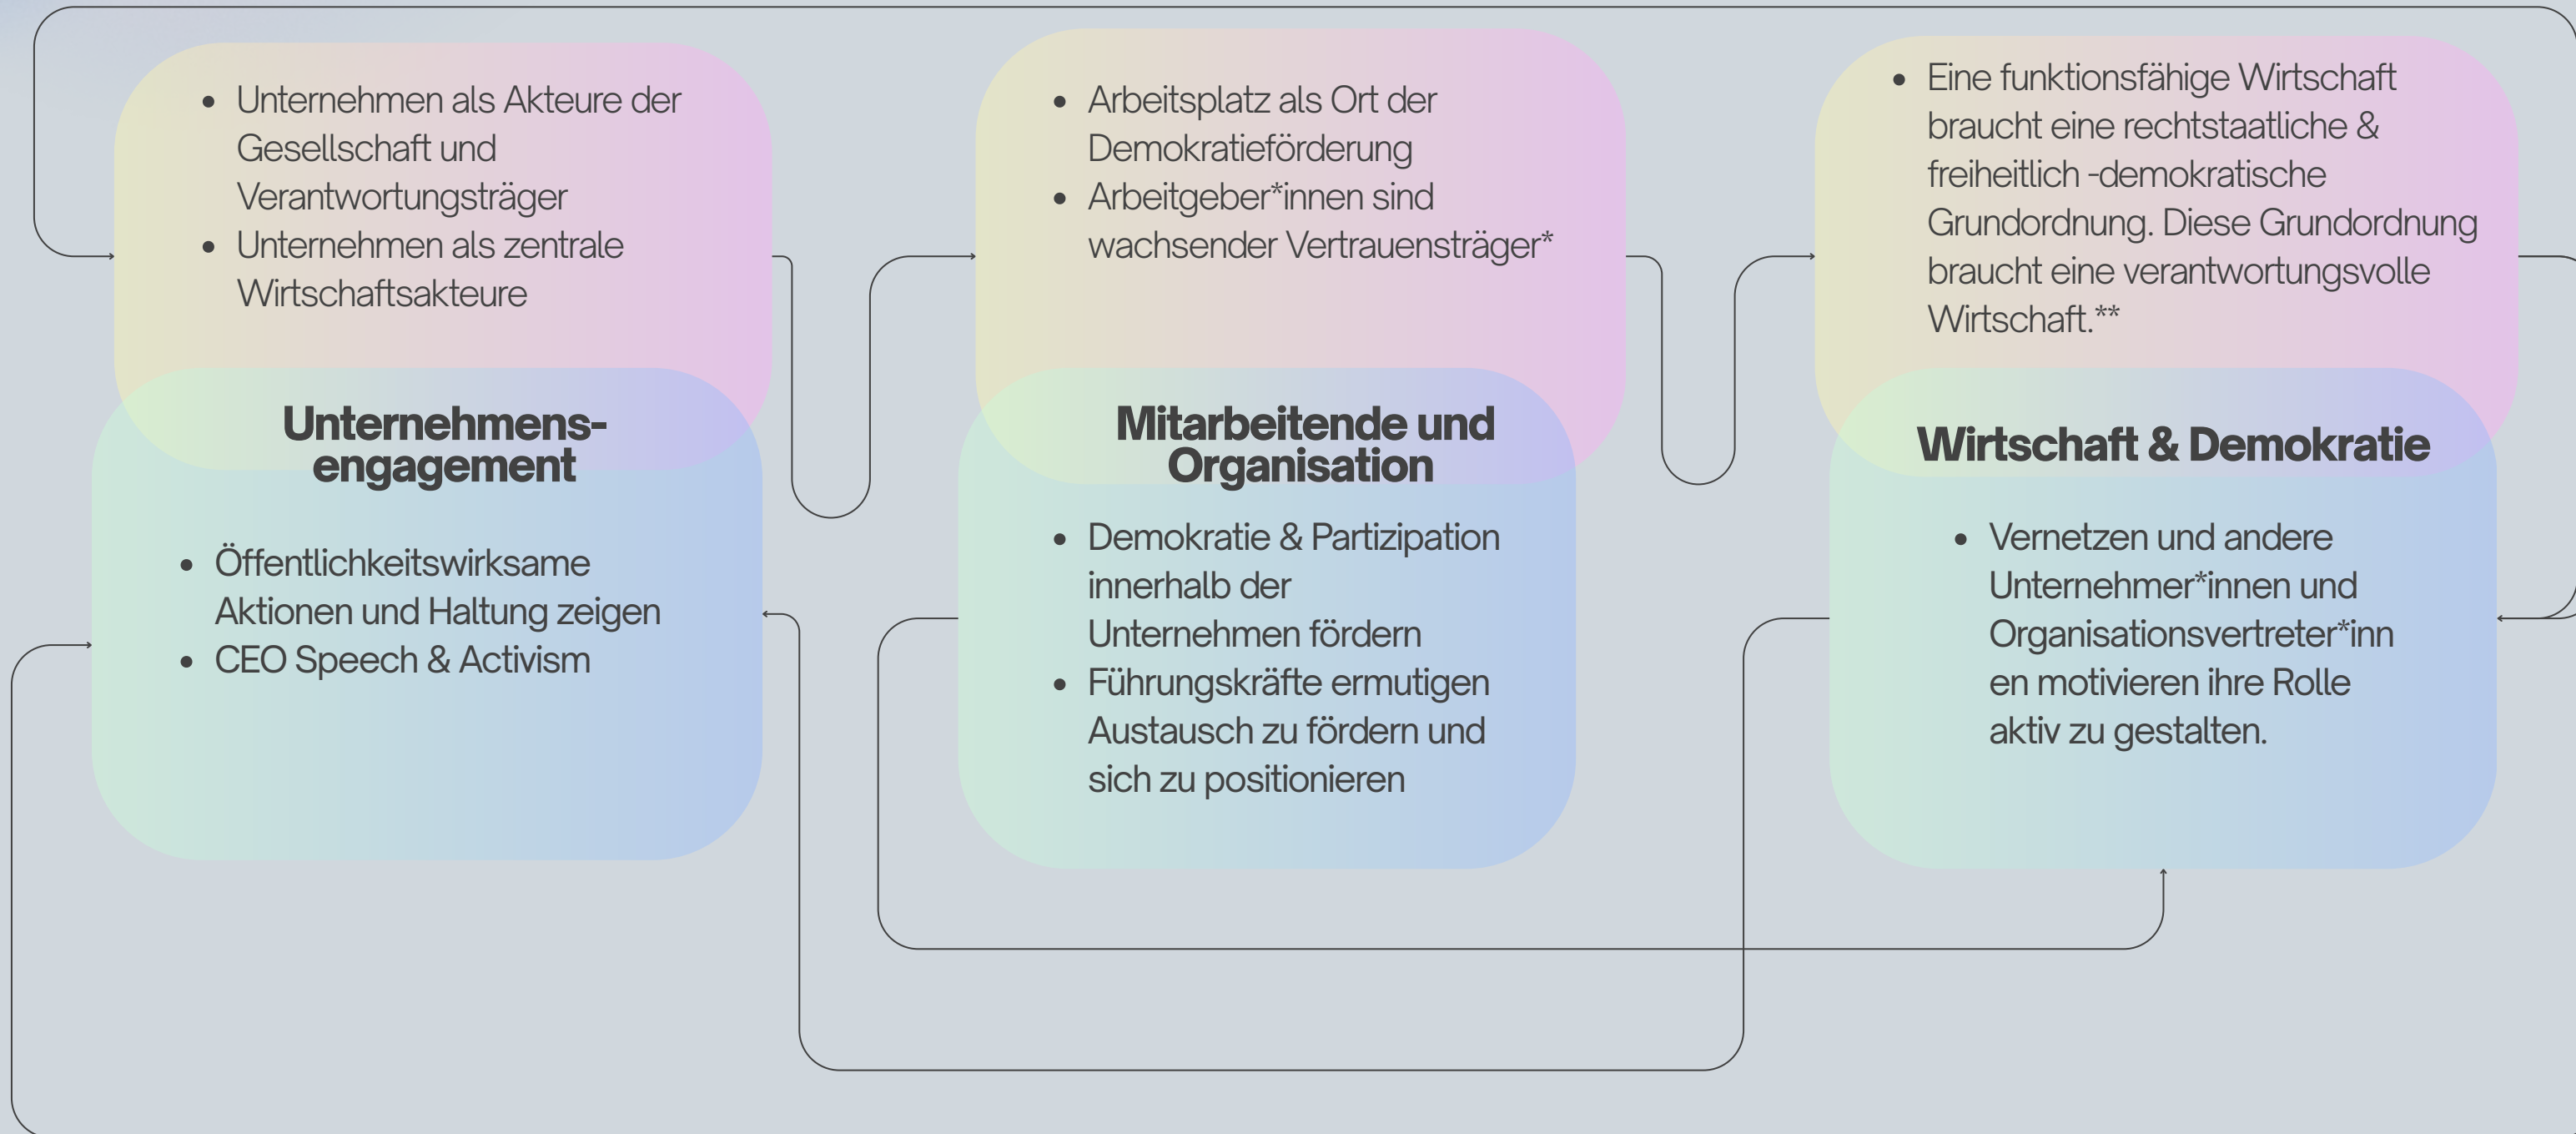 • Unternehmen als Akteure der
Gesellschaft und
Verantwortungsträger
• Unternehmen als zentrale
Wirtschaftsakteure
Unternehmens-
engagement
• Öffentlichkeitswirksame
Aktionen und Haltung zeigen
• CEO Speech & Activism
• Arbeitsplatz als Ort der
Demokratieförderung
• Arbeitgeber*innen sind
wachsender Vertrauensträger*
Mitarbeitende und
Organisation
• Demokratie & Partizipation
innerhalb der
Unternehmen fördern
• Führungskräfte ermutigen
Austausch zu fördern und
sich zu positionieren
• Eine funktionsfähige Wirtschaft
braucht eine rechtstaatliche &
freiheitlich -demokratische
Grundordnung. Diese Grundordnung
braucht eine verantwortungsvolle
Wirtschaft.**
Wirtschaft & Demokratie
• Vernetzen und andere
Unternehmer*innen und
Organisationsvertreter*inn
en motivieren ihre Rolle
aktiv zu gestalten.